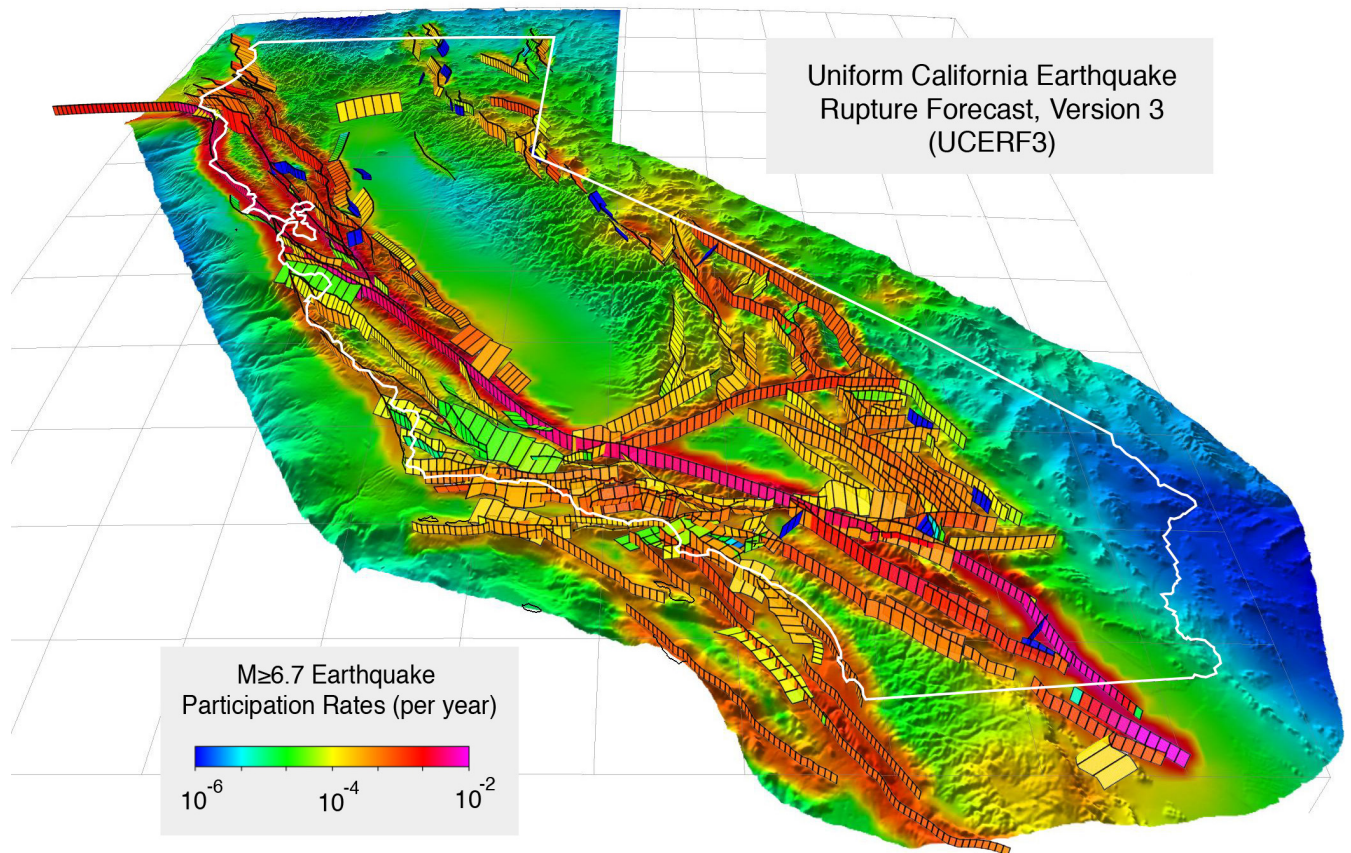 Uniform California Earthquake
Rupture Forecast, Version 3
(UCERF3)
M≥6.7 Earthquake
Participation Rates (per year)
10⁻⁶ 10⁻⁴ 10⁻²